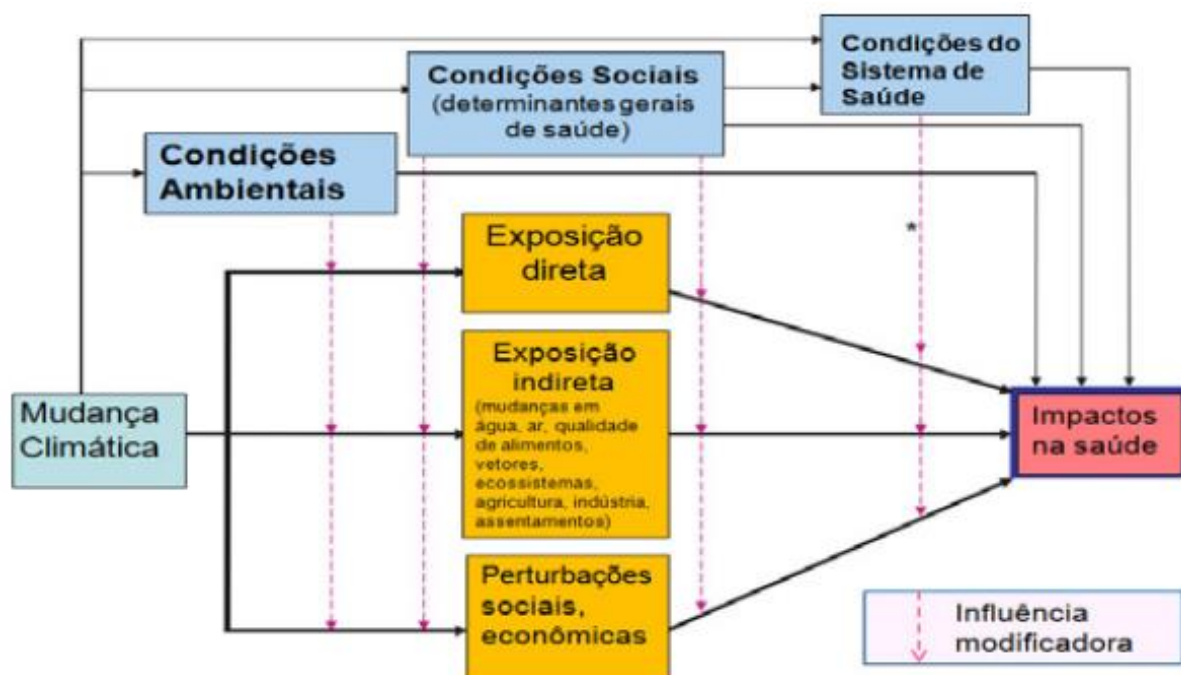 Condições do
Sistema de
Saúde
Condições Sociais
(determinantes gerais
de saúde)
Condições
Ambientais
*
Exposição
direta
Exposição
indireta
(mudanças em
água, ar, qualidade
de alimentos,
vetores,
ecossistemas,
agricultura, indústria,
assentamentos)
Mudança
Climática
Impactos
na saúde
Perturbações
sociais,
econômicas
Influência
modificadora